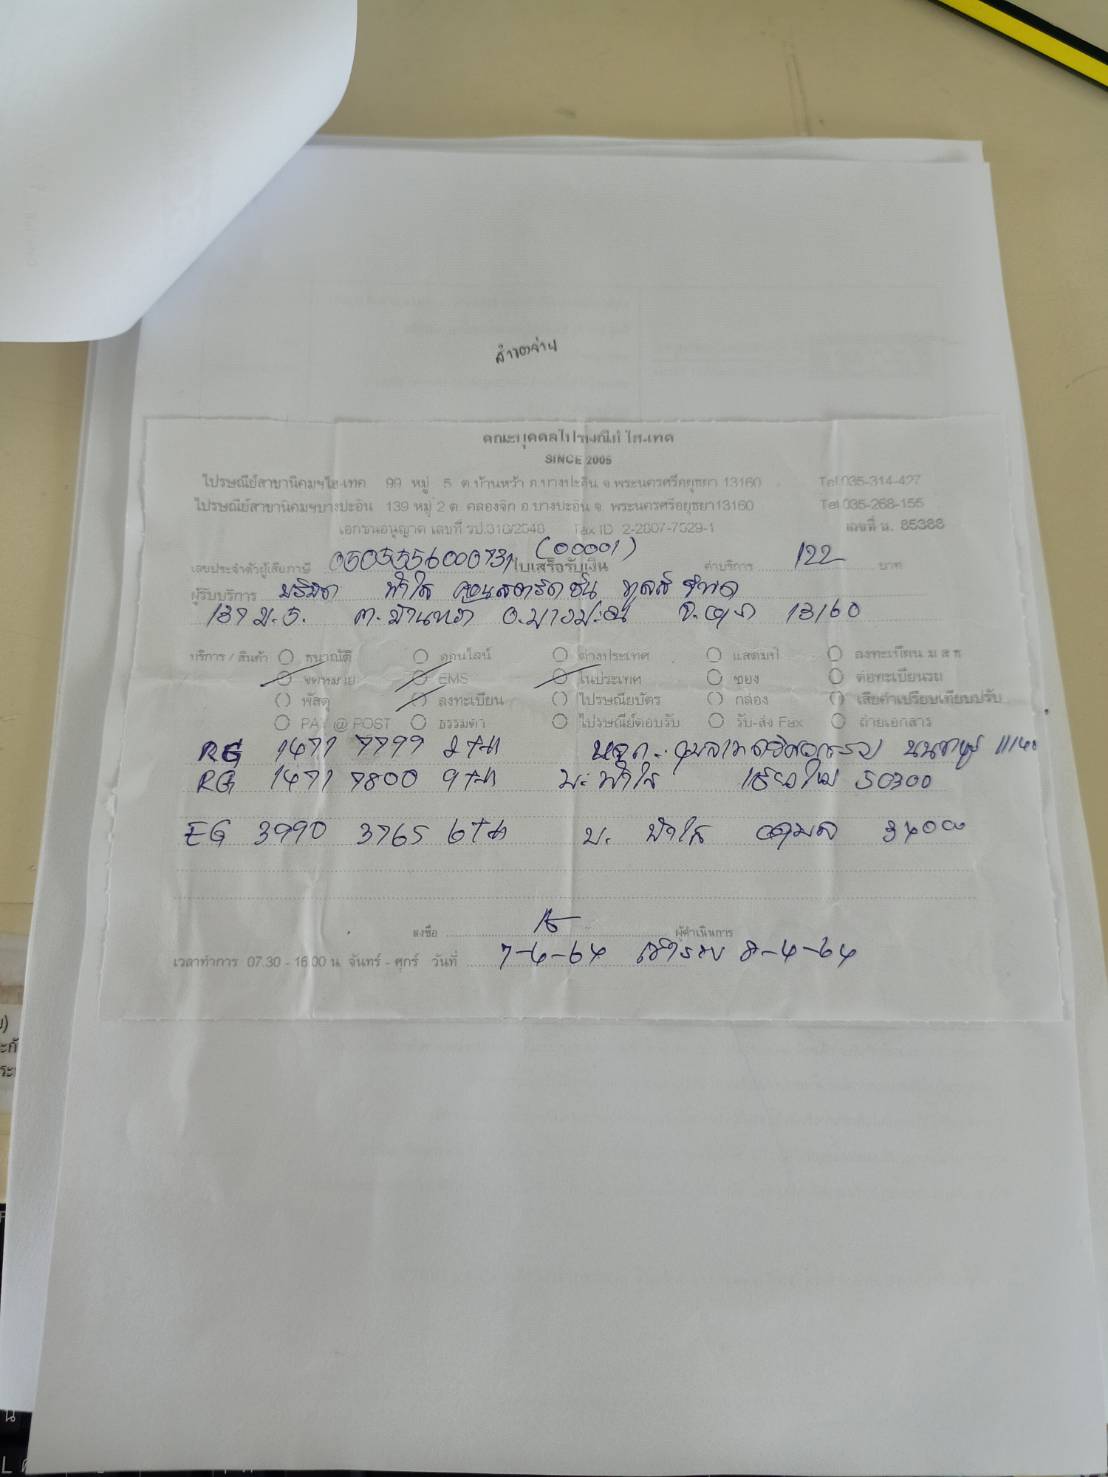 สำรองจ่าย
คณะบุคคลไปรษณีย์ ไฮเทค
SINCE 2005
ไปรษณีย์สาขานิคมฯไฮ-เทค 99 หมู่ 5 ต.บ้านหว้า อ.บางปะอิน จ.พระนครศรีอยุธยา 13160 Tel 035-314-427
ไปรษณีย์สาขานิคมฯบางปะอิน 139 หมู่ 2 ต. คลองจิก อ.บางปะอิน จ. พระนครศรีอยุธยา13160 Tel 035-268-155
เอกชนอนุญาต เลขที่ รป.310/2548 Tax ID 2-2007-7529-1 เลขที่ น. 85388
เลขประจำตัวผู้เสียภาษี 0505556000731 (00001) ใบเสร็จรับเงิน ค่าบริการ 122 บาท
ผู้รับบริการ บริษัท ฟ้าใส คอนสตรัคชั่น ทูลส์ จำกัด
137 ม.5. ต.บ้านหว้า อ.บางปะอิน จ.อยุธยา 13160
บริการ / สินค้า ธนาณัติ ออนไลน์ ต่างประเทศ แสตมป์ ลงทะเบียน ม ส ธ
จดหมาย EMS ในประเทศ ซอง ต่อทะเบียนรถ
พัสดุ ลงทะเบียน ไปรษณียบัตร กล่อง เสียค่าเปรียบเทียบปรับ
PAY @ POST ธรรมดา ไปรษณีย์ตอบรับ รับ-ส่ง Fax ถ่ายเอกสาร
RG 1471 7799 2TH นนทบุรี 11140
RG 1471 7800 9TH บ. ฟ้าใส เชียงใหม่ 50300
EG 3990 3765 6TH บ. ฟ้าใส 34000
ลงชื่อ ผู้ดำเนินการ
เวลาทำการ 07.30 - 16.00 น. จันทร์ - ศุกร์ วันที่ 7-4-64 8-4-64